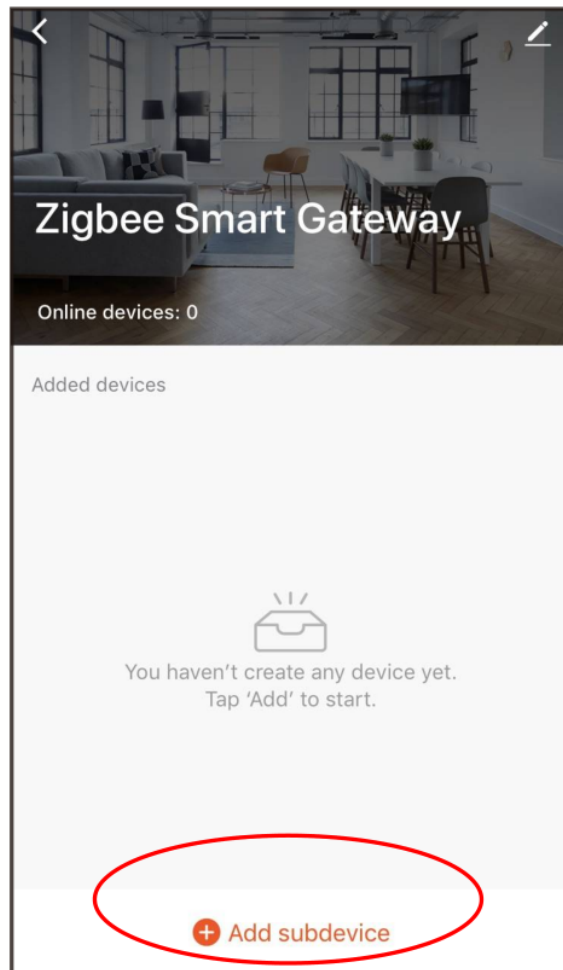 Zigbee Smart Gateway
Online devices: 0
Added devices
You haven't create any device yet.
Tap 'Add' to start.
Add subdevice